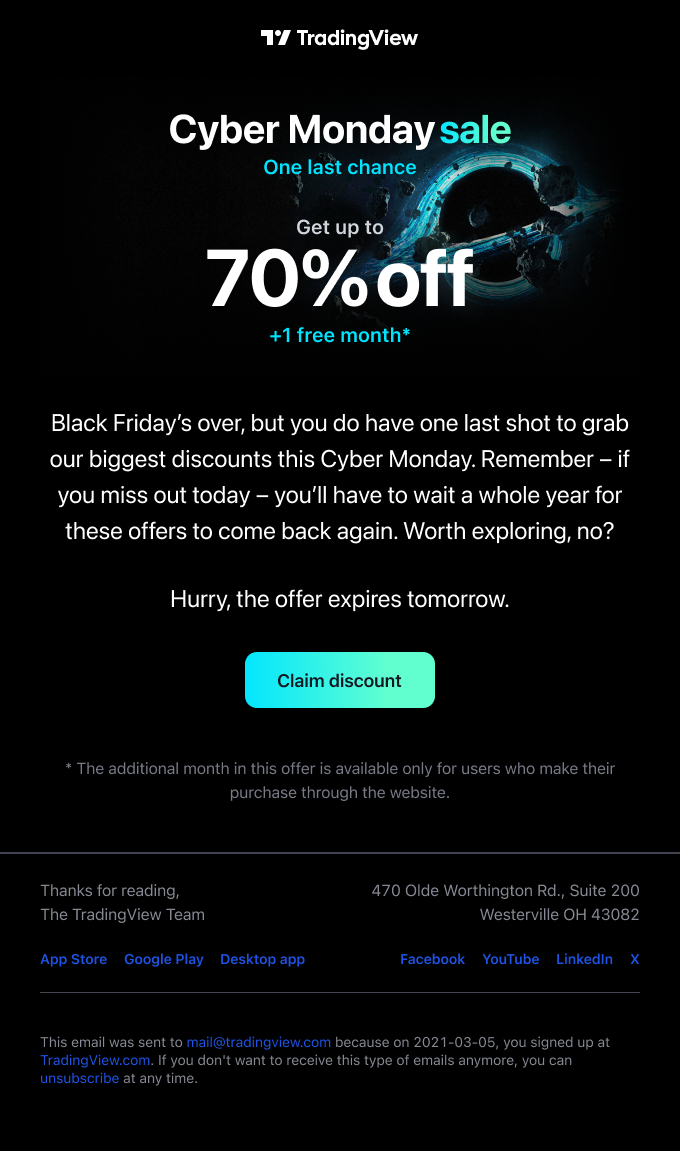 TradingView
Cyber Monday sale
One last chance
Get up to
70% off
+1 free month*
Black Friday’s over, but you do have one last shot to grab
our biggest discounts this Cyber Monday. Remember – if
you miss out today – you’ll have to wait a whole year for
these offers to come back again. Worth exploring, no?
Hurry, the offer expires tomorrow.
Claim discount
* The additional month in this offer is available only for users who make their
purchase through the website.
Thanks for reading,
The TradingView Team
470 Olde Worthington Rd., Suite 200
Westerville OH 43082
App Store Google Play Desktop app
Facebook YouTube LinkedIn X
This email was sent to mail@tradingview.com because on 2021-03-05, you signed up at
TradingView.com. If you don't want to receive this type of emails anymore, you can
unsubscribe at any time.